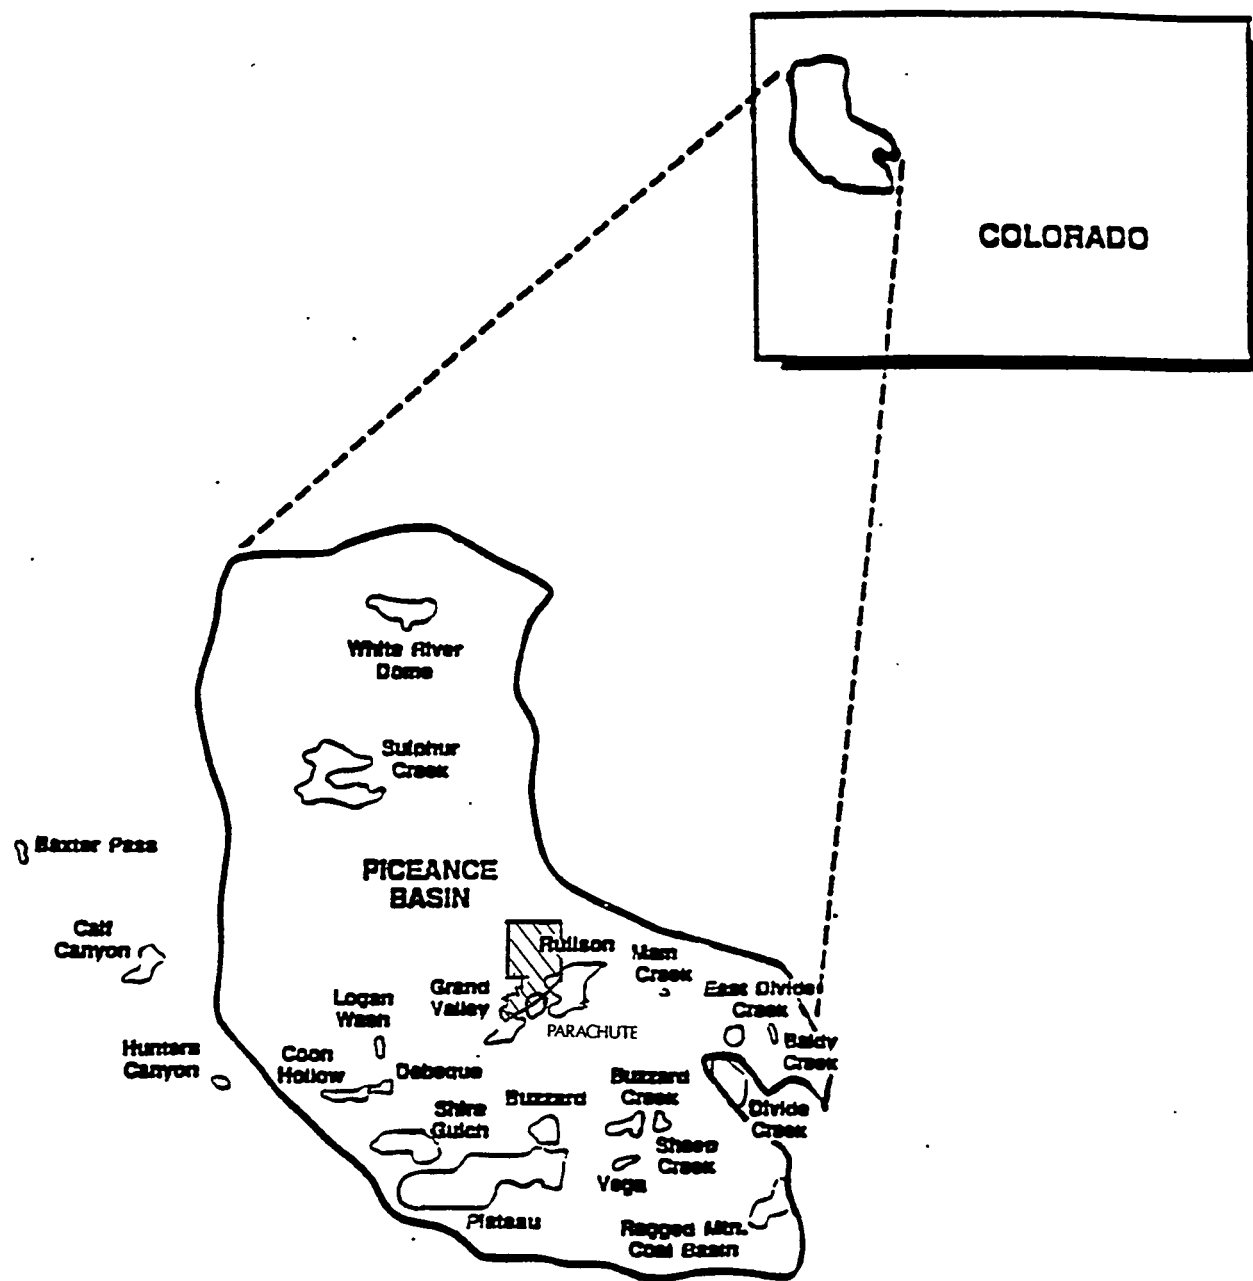 COLORADO
White River
Dome
Sulphur
Creek
Baxter Pass
PICEANCE
BASIN
Calf
Canyon
Rulison
Mam
Creek
Grand
Valley
East Divide
Creek
Logan
Wash
PARACHUTE
Baldy
Creek
Hunters
Canyon
Coon
Hollow
Debeque
Buzzard
Creek
Buzzard
Shire
Gulch
Divide
Creek
Sheep
Creek
Vega
Plateau
Ragged Mtn.
Coal Basin